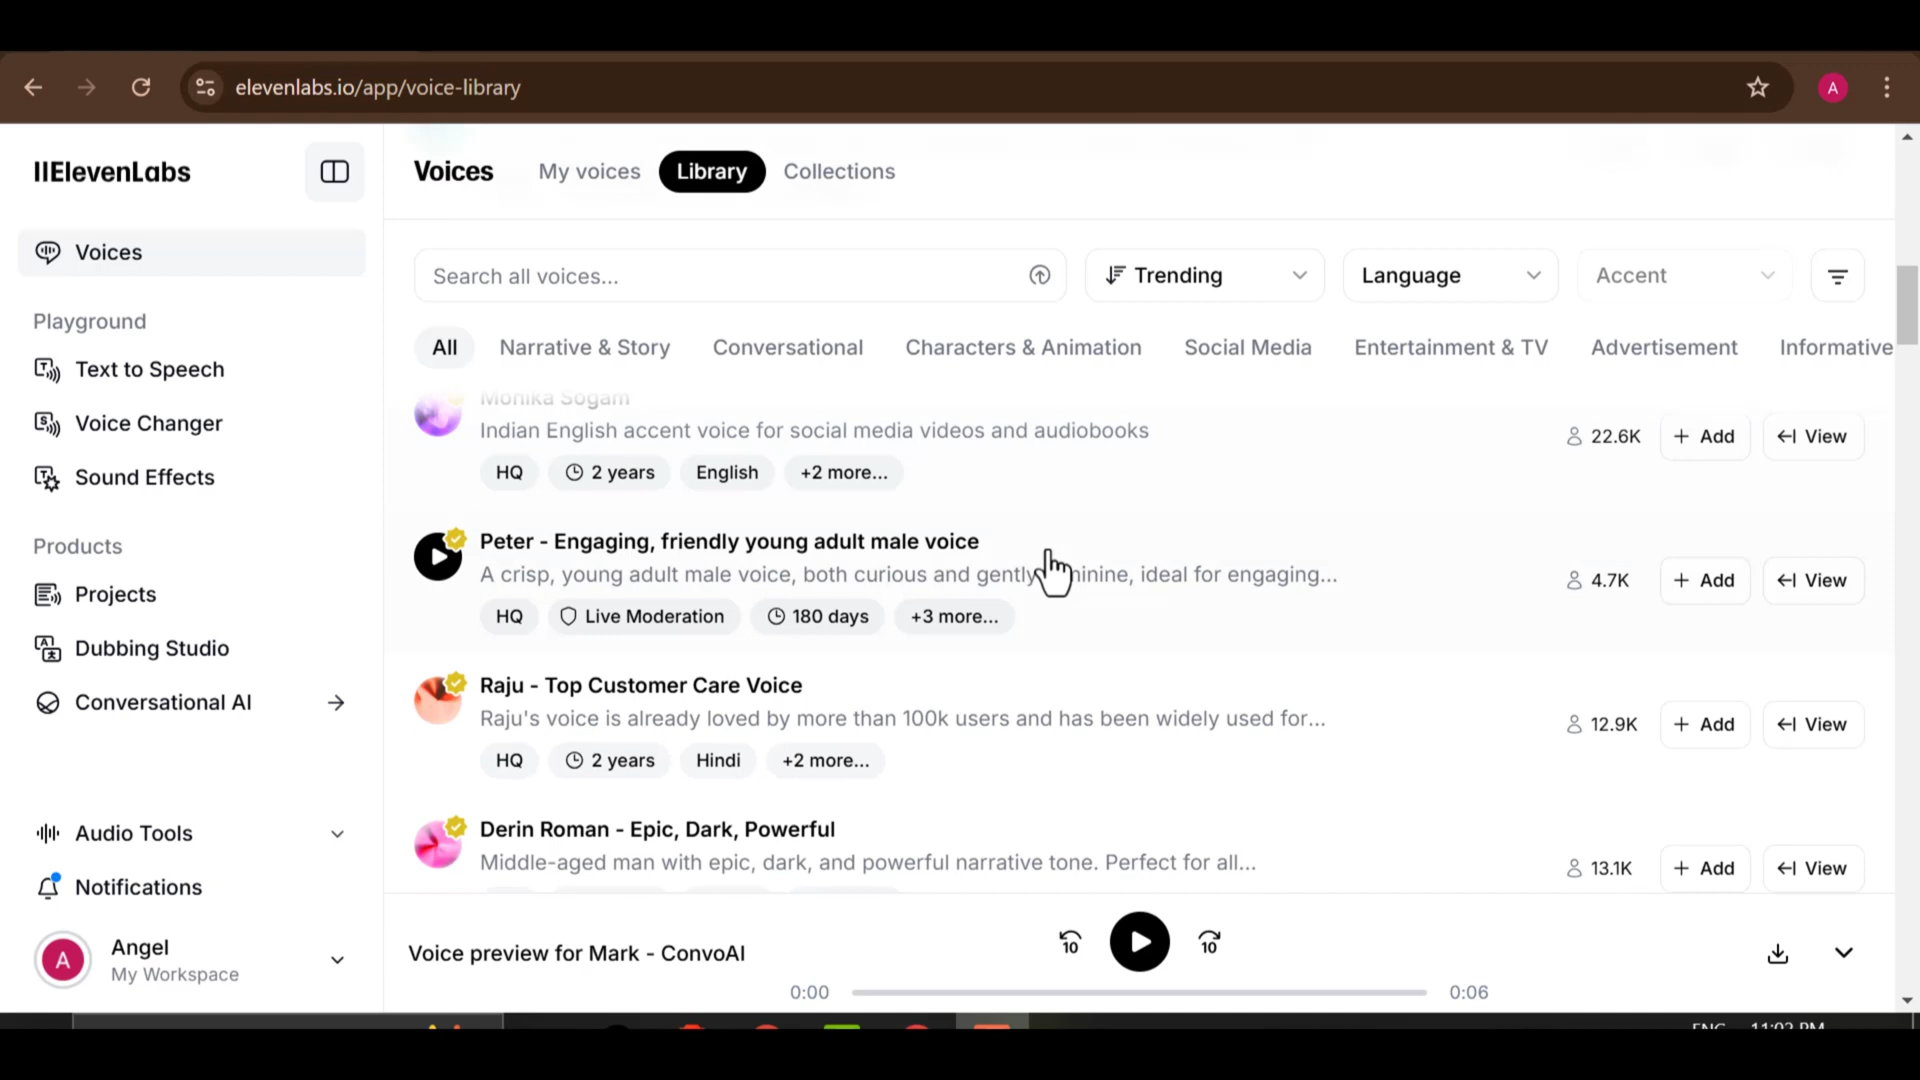 elevenlabs.io/app/voice-library
A
IIElevenLabs
Voices
My voices
Library
Collections
Voices
Search all voices...
Trending
Language
Accent
Playground
All
Narrative & Story
Conversational
Characters & Animation
Social Media
Entertainment & TV
Advertisement
Informative
Text to Speech
Voice Changer
Sound Effects
Monika Sogam
Indian English accent voice for social media videos and audiobooks
HQ
2 years
English
+2 more...
22.6K
+ Add
View
Products
Projects
Dubbing Studio
Conversational AI
Peter - Engaging, friendly young adult male voice
A crisp, young adult male voice, both curious and gently ideal for engaging...
HQ
Live Moderation
180 days
+3 more...
4.7K
+ Add
View
Raju - Top Customer Care Voice
Raju's voice is already loved by more than 100k users and has been widely used for...
HQ
2 years
Hindi
+2 more...
12.9K
+ Add
View
Audio Tools
Notifications
Derin Roman - Epic, Dark, Powerful
Middle-aged man with epic, dark, and powerful narrative tone. Perfect for all...
13.1K
+ Add
View
A
Angel
My Workspace
Voice preview for Mark - ConvoAI
10
10
0:00
0:06